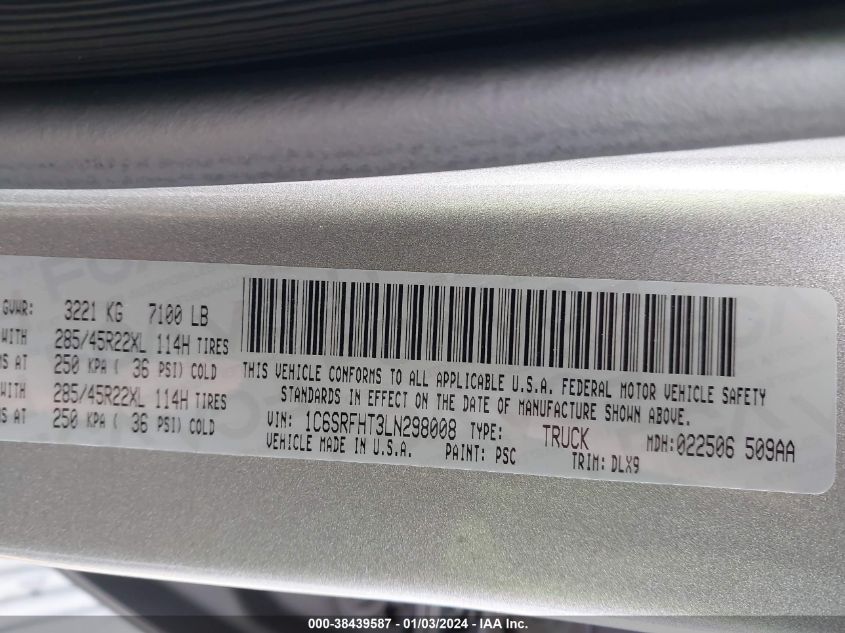 GVWR: 3221 KG 7100 LB
WITH 285/45R22XL 114H TIRES
MS AT 250 KPA ( 36 PSI) COLD
WITH 285/45R22XL 114H TIRES
MS AT 250 KPA ( 36 PSI) COLD
THIS VEHICLE CONFORMS TO ALL APPLICABLE U.S.A. FEDERAL MOTOR VEHICLE SAFETY
STANDARDS IN EFFECT ON THE DATE OF MANUFACTURE SHOWN ABOVE.
VIN: 1C6SRFHT3LN298008 TYPE: TRUCK MDH:022506 509AA
VEHICLE MADE IN U.S.A. PAINT: PSC TRIM: DLX9
000-38439587 - 01/03/2024 - IAA Inc.